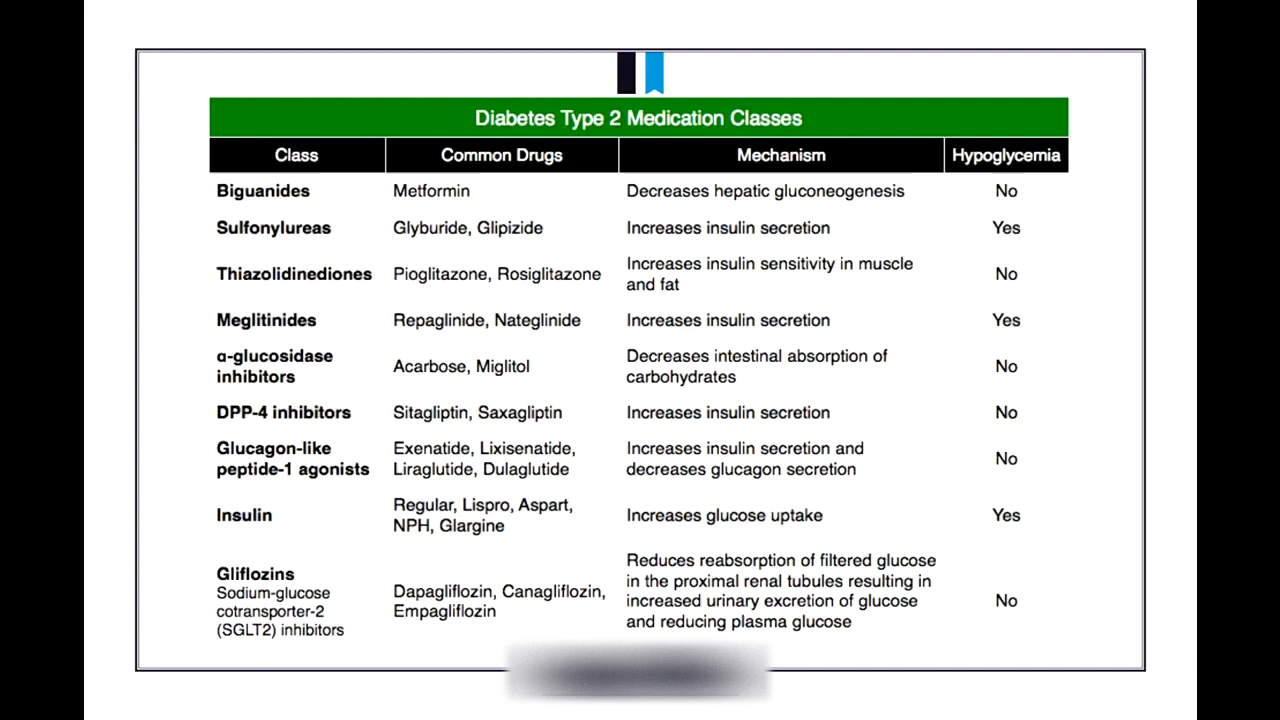 Diabetes Type 2 Medication Classes
Class Common Drugs Mechanism Hypoglycemia
Biguanides Metformin Decreases hepatic gluconeogenesis No
Sulfonylureas Glyburide, Glipizide Increases insulin secretion Yes
Thiazolidinediones Pioglitazone, Rosiglitazone Increases insulin sensitivity in muscle
and fat No
Meglitinides Repaglinide, Nateglinide Increases insulin secretion Yes
α-glucosidase
inhibitors Acarbose, Miglitol Decreases intestinal absorption of
carbohydrates No
DPP-4 inhibitors Sitagliptin, Saxagliptin Increases insulin secretion No
Glucagon-like
peptide-1 agonists Exenatide, Lixisenatide,
Liraglutide, Dulaglutide Increases insulin secretion and
decreases glucagon secretion No
Insulin Regular, Lispro, Aspart,
NPH, Glargine Increases glucose uptake Yes
Gliflozins
Sodium-glucose
cotransporter-2
(SGLT2) inhibitors Dapagliflozin, Canagliflozin,
Empagliflozin Reduces reabsorption of filtered glucose
in the proximal renal tubules resulting in
increased urinary excretion of glucose
and reducing plasma glucose No